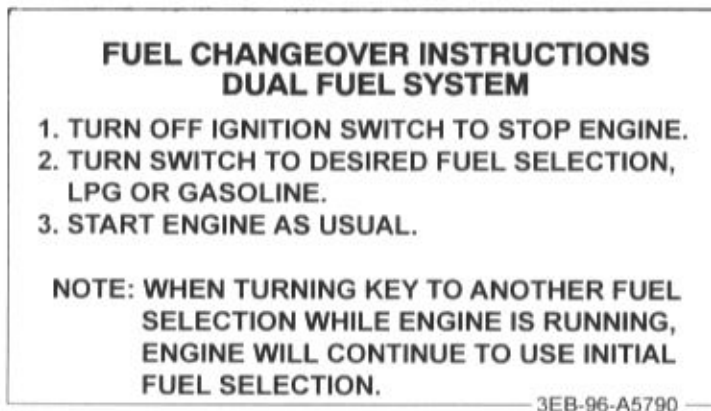 FUEL CHANGEOVER INSTRUCTIONS
DUAL FUEL SYSTEM
1. TURN OFF IGNITION SWITCH TO STOP ENGINE.
2. TURN SWITCH TO DESIRED FUEL SELECTION,
LPG OR GASOLINE.
3. START ENGINE AS USUAL.
NOTE: WHEN TURNING KEY TO ANOTHER FUEL
SELECTION WHILE ENGINE IS RUNNING,
ENGINE WILL CONTINUE TO USE INITIAL
FUEL SELECTION.
3EB-96-A5790